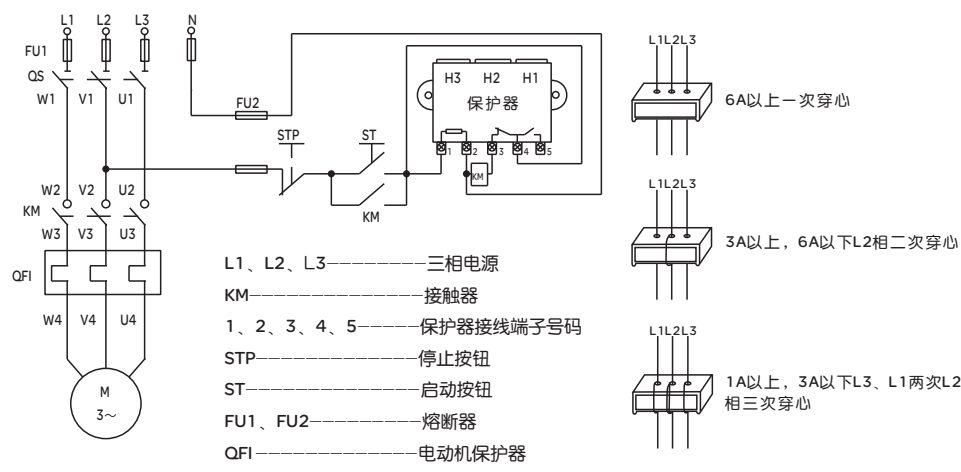 L1 L2 L3 N
FU1
QS
W1 V1 U1
FU2
STP ST
H3 H2 H1
保护器
1 2 3 4 5
KM
KM
W2 V2 U2
KM
W3 V3 U3
QFI
W4 V4 U4
M
3～
L1、L2、L3————————三相电源
KM——————————————接触器
1、2、3、4、5—————保护器接线端子号码
STP—————————————停止按钮
ST——————————————启动按钮
FU1、FU2—————————熔断器
QFI —————————————电动机保护器
L1L2L3
6A以上一次穿心
L1L2L3
3A以上，6A以下L2相二次穿心
L1L2L3
1A以上，3A以下L3、L1两次L2
相三次穿心